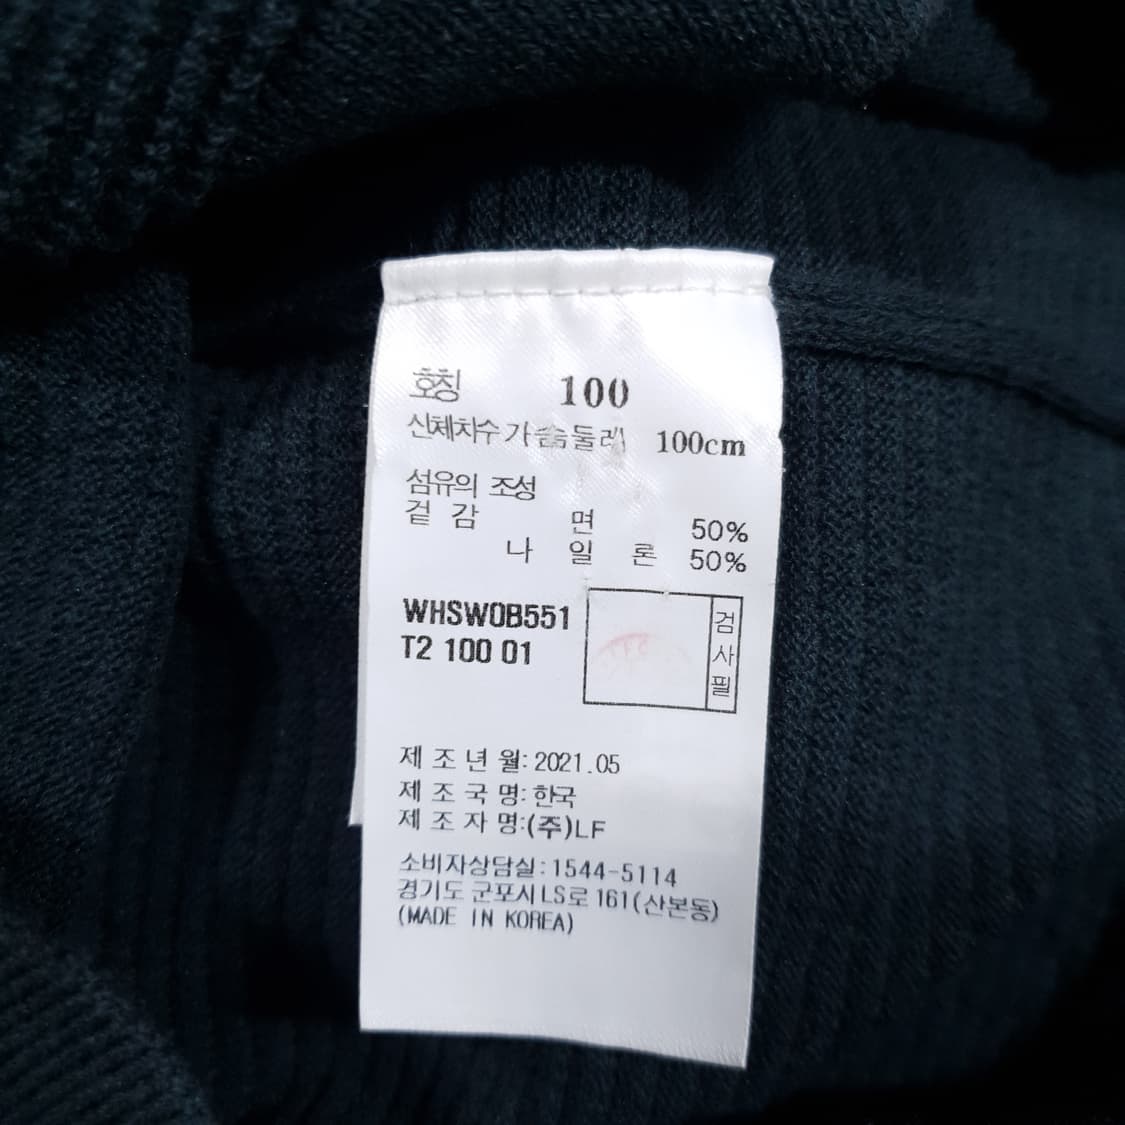 호칭 100
신체치수 가슴둘레 100cm
섬유의 조성
겉 감 면 50%
나 일 론 50%
WHSW0B551
T2 100 01
검
사
필
제 조 년 월: 2021.05
제 조 국 명: 한국
제 조 자 명:(주)LF
소비자상담실:1544-5114
경기도 군포시 LS로 161(산본동)
(MADE IN KOREA)